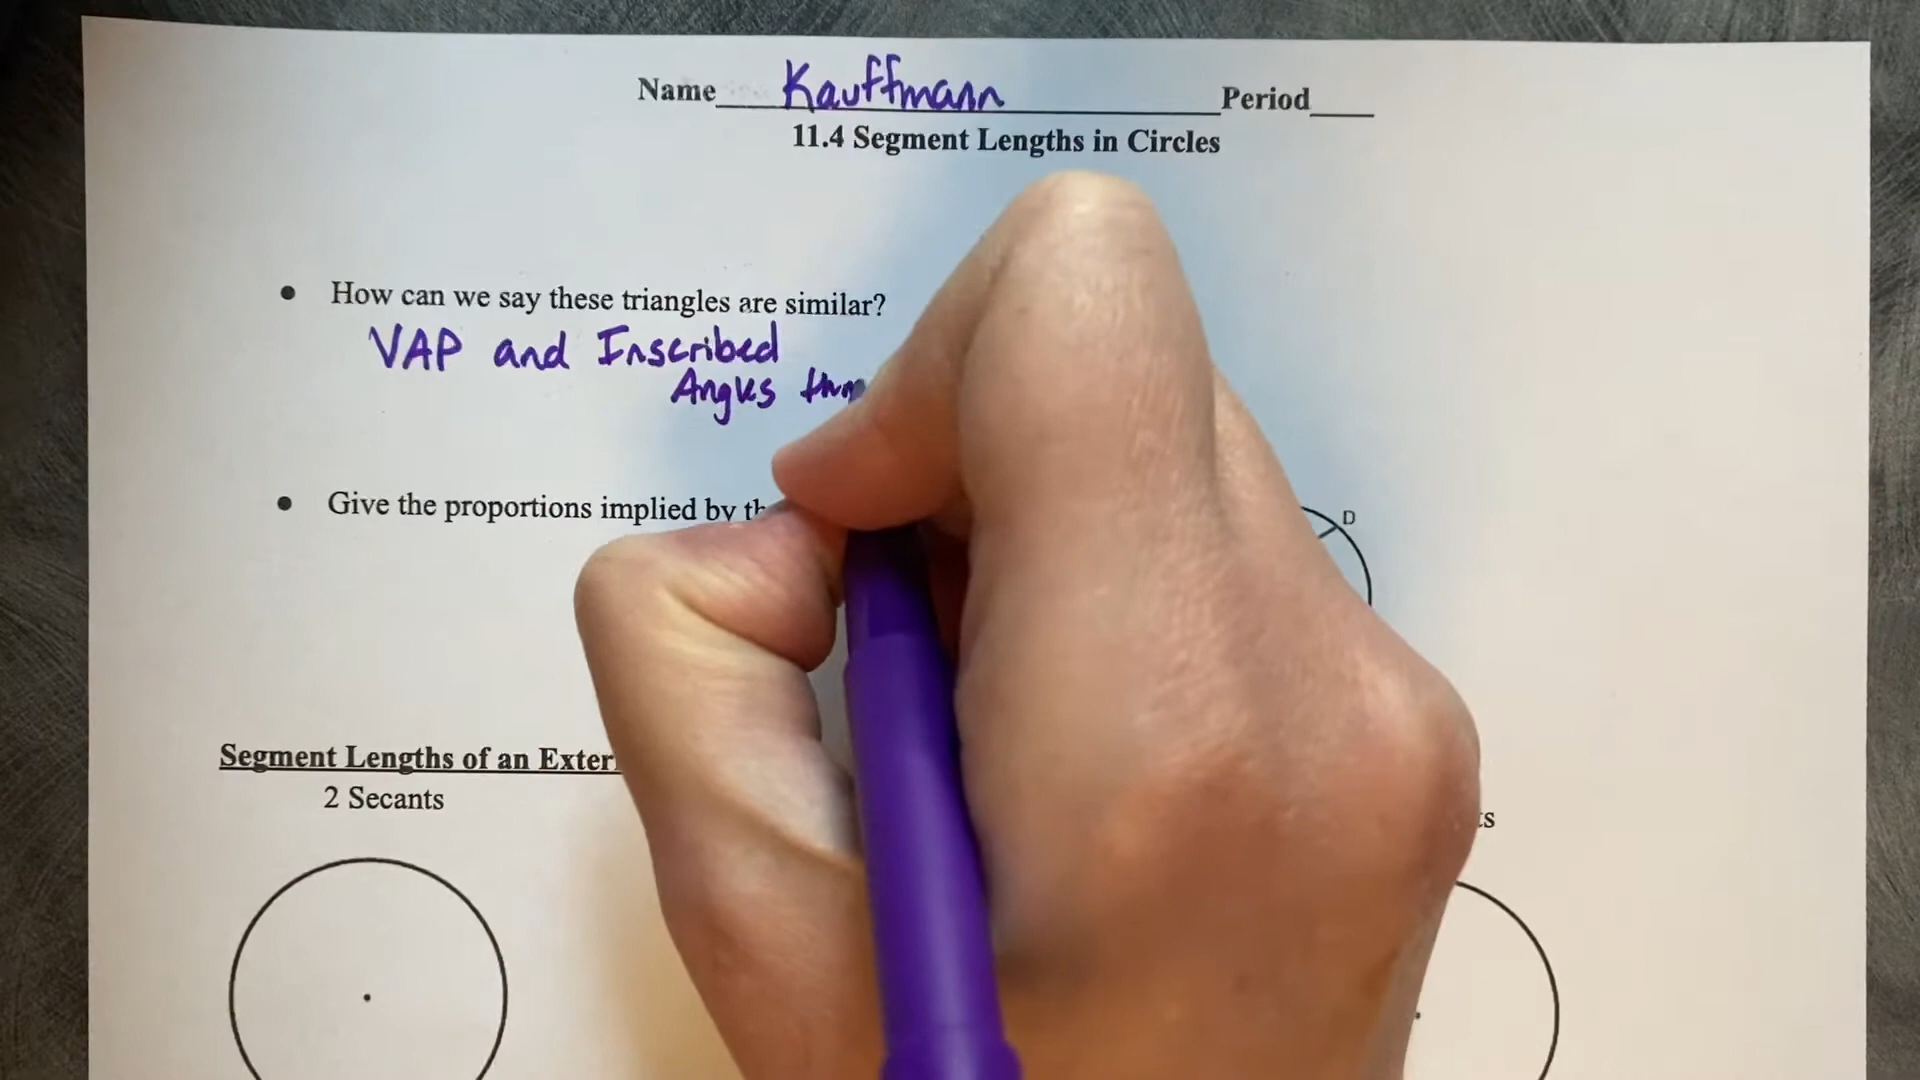 Name Kauffmann Period
11.4 Segment Lengths in Circles
• How can we say these triangles are similar?
VAP and Inscribed
Angles
• Give the proportions implied by
D
Segment Lengths of an
2 Secants